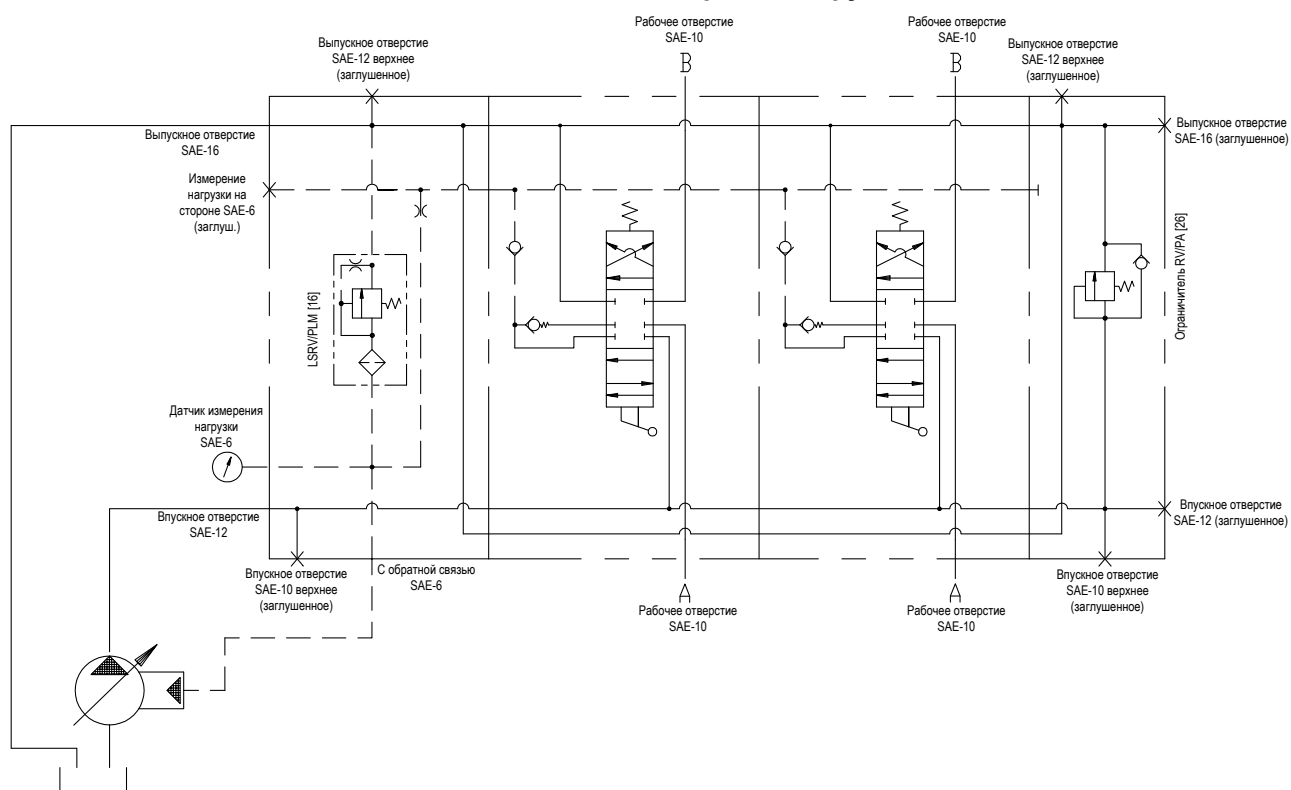 Рабочее отверстие
SAE-10
B
Рабочее отверстие
SAE-10
B
Выпускное отверстие
SAE-12 верхнее
(заглушенное)
Выпускное отверстие
SAE-12 верхнее
(заглушенное)
Выпускное отверстие
SAE-16
Выпускное отверстие
SAE-16 (заглушенное)
Измерение
нагрузки на
стороне SAE-6
(заглуш.)
LSRV/PLM [16]
Ограничитель RV/PA [26]
Датчик измерения
нагрузки
SAE-6
Впускное отверстие
SAE-12
Впускное отверстие
SAE-12 (заглушенное)
Впускное отверстие
SAE-10 верхнее
(заглушенное)
С обратной связью
SAE-6
A
Рабочее отверстие
SAE-10
A
Рабочее отверстие
SAE-10
Впускное отверстие
SAE-10 верхнее
(заглушенное)